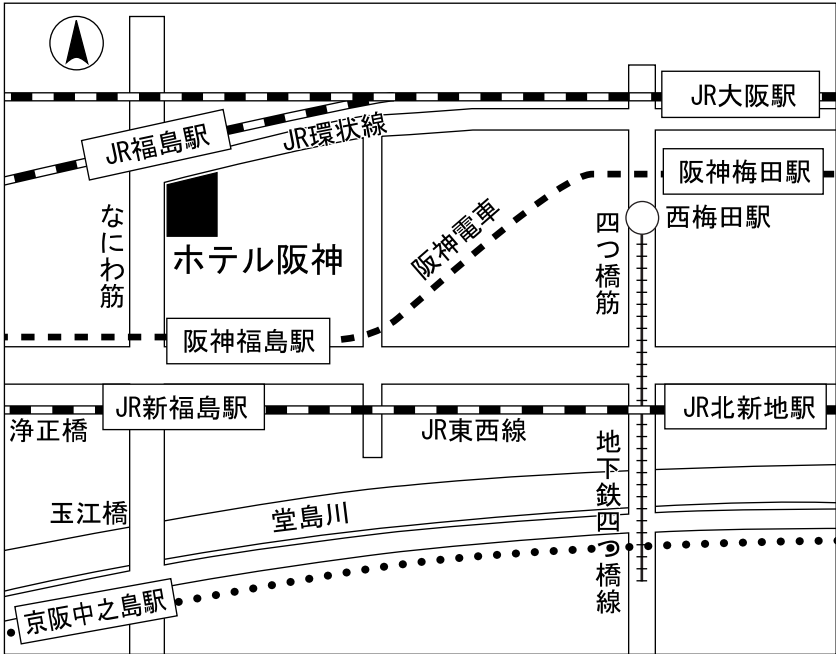 JR大阪駅
JR福島駅
JR環状線
阪神梅田駅
西梅田駅
なにわ筋
ホテル阪神
阪神電車
四つ橋筋
阪神福島駅
JR新福島駅
JR北新地駅
浄正橋
JR東西線
地下鉄四つ橋線
玉江橋
堂島川
京阪中之島駅